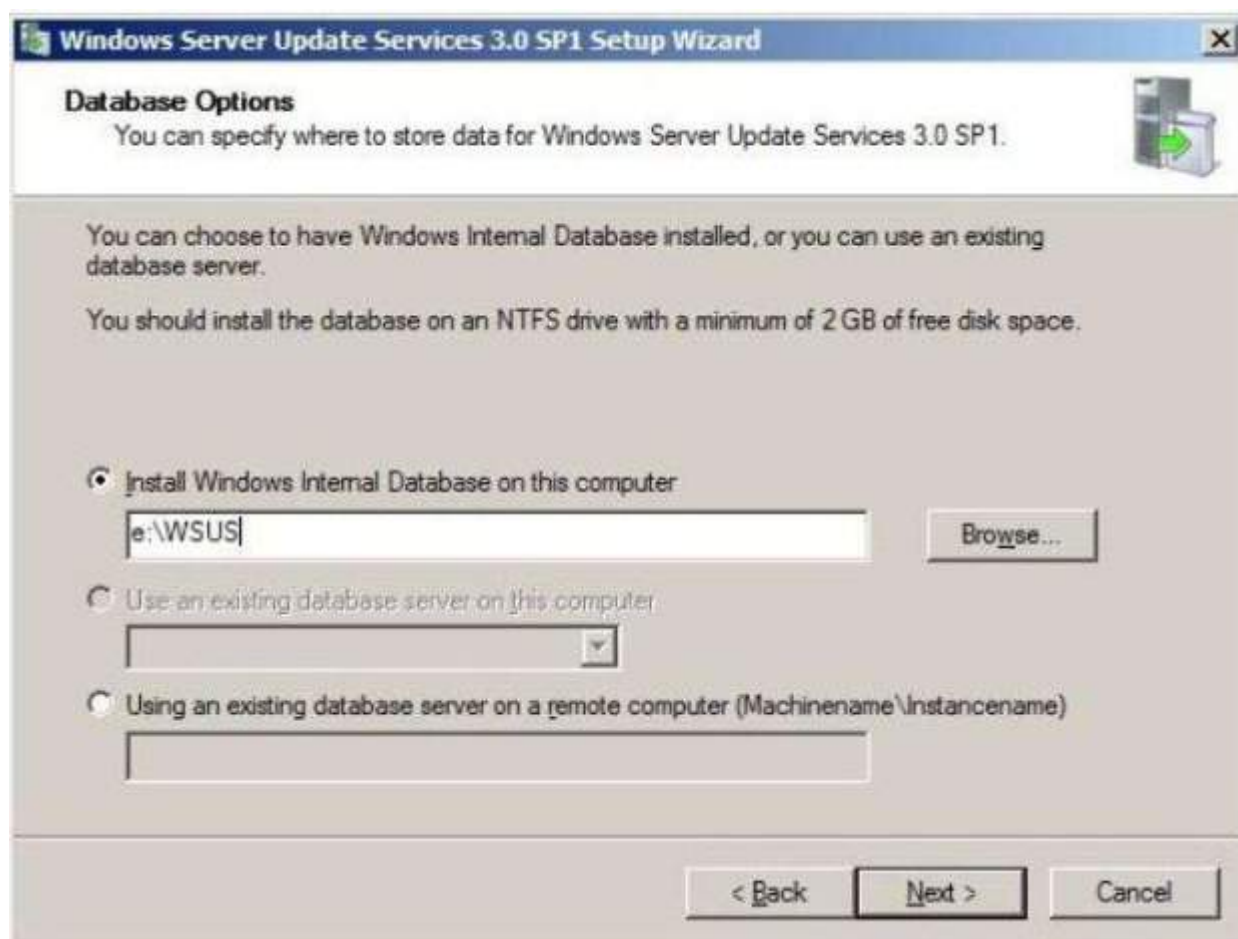 Windows Server Update Services 3.0 SP1 Setup Wizard
Database Options
You can specify where to store data for Windows Server Update Services 3.0 SP1.
You can choose to have Windows Internal Database installed, or you can use an existing
database server.
You should install the database on an NTFS drive with a minimum of 2 GB of free disk space.
Install Windows Internal Database on this computer
e:\WSUS
Browse...
Use an existing database server on this computer
Using an existing database server on a remote computer (Machinename\Instancename)
< Back
Next >
Cancel